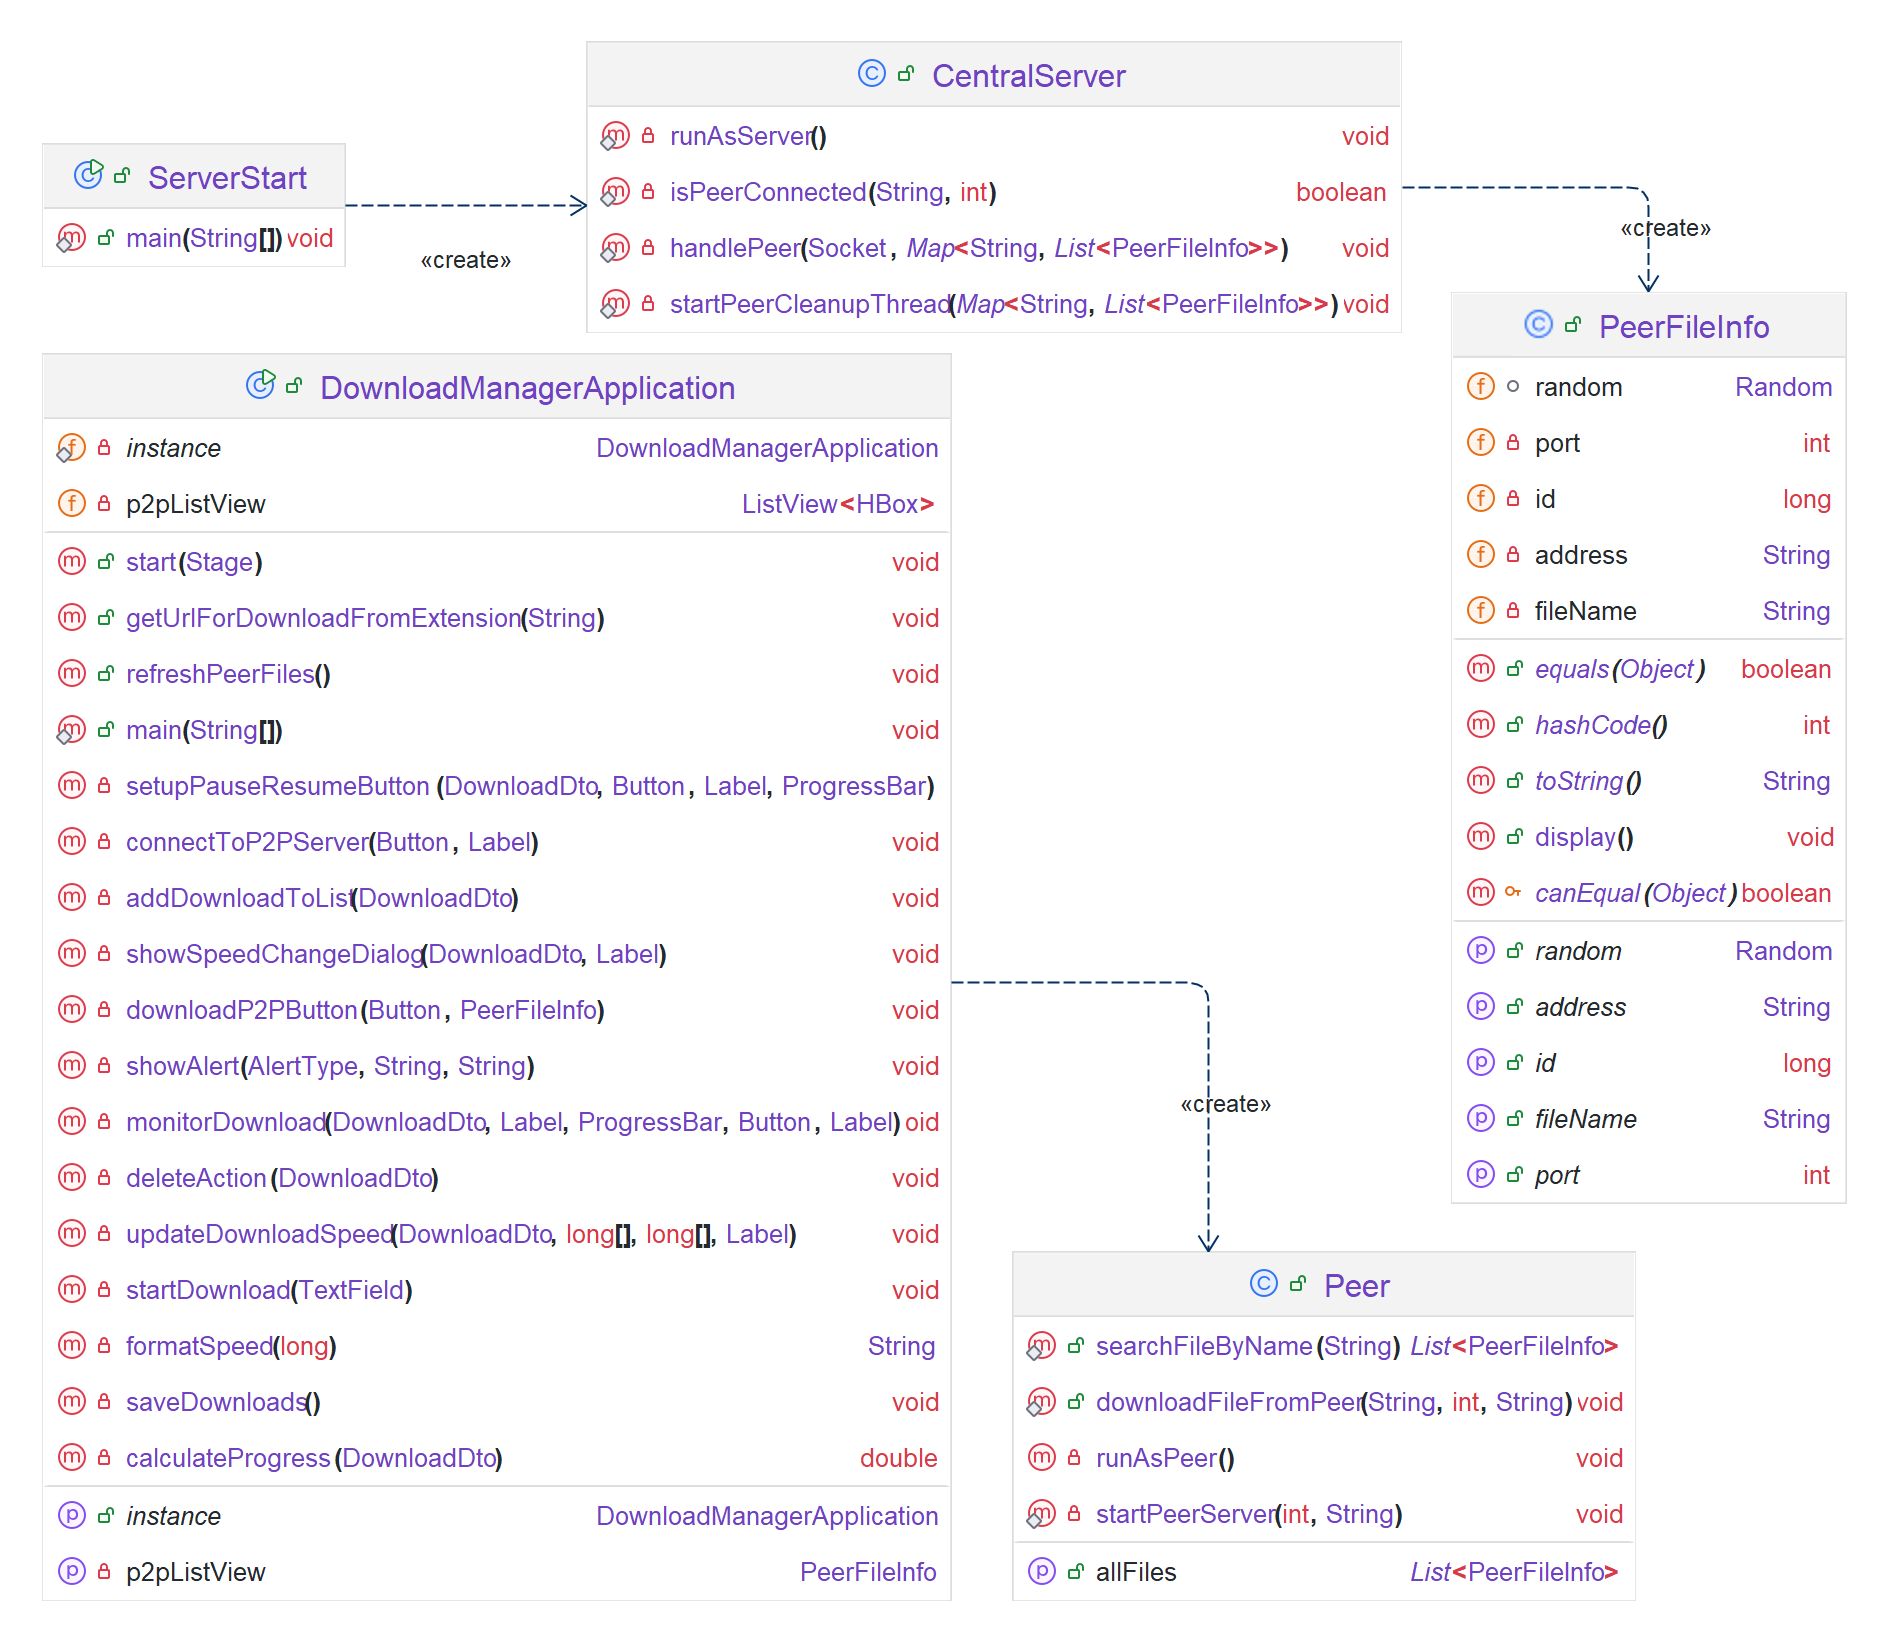 CentralServer
runAsServer() void
isPeerConnected(String, int) boolean
handlePeer(Socket, Map<String, List<PeerFileInfo>>) void
startPeerCleanupThread(Map<String, List<PeerFileInfo>>) void
ServerStart
main(String[]) void
«create»
«create»
PeerFileInfo
random Random
port int
id long
address String
fileName String
equals(Object) boolean
hashCode() int
toString() String
display() void
canEqual(Object) boolean
random Random
address String
id long
fileName String
port int
DownloadManagerApplication
instance DownloadManagerApplication
p2pListView ListView<HBox>
start(Stage) void
getUrlForDownloadFromExtension(String) void
refreshPeerFiles() void
main(String[]) void
setupPauseResumeButton(DownloadDto, Button, Label, ProgressBar)
connectToP2PServer(Button, Label) void
addDownloadToList(DownloadDto) void
showSpeedChangeDialog(DownloadDto, Label) void
downloadP2PButton(Button, PeerFileInfo) void
showAlert(AlertType, String, String) void
monitorDownload(DownloadDto, Label, ProgressBar, Button, Label) oid
deleteAction(DownloadDto) void
updateDownloadSpeed(DownloadDto, long[], long[], Label) void
startDownload(TextField) void
formatSpeed(long) String
saveDownloads() void
calculateProgress(DownloadDto) double
instance DownloadManagerApplication
p2pListView PeerFileInfo
«create»
Peer
searchFileByName(String) List<PeerFileInfo>
downloadFileFromPeer(String, int, String) void
runAsPeer() void
startPeerServer(int, String) void
allFiles List<PeerFileInfo>